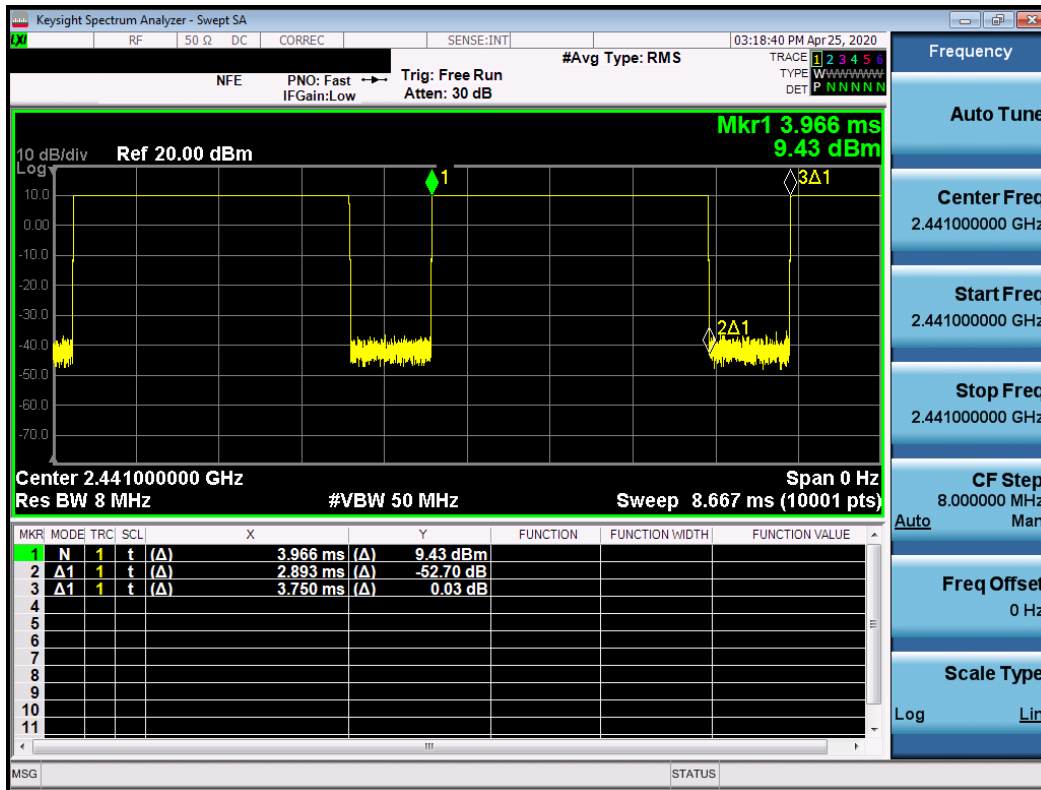 Keysight Spectrum Analyzer - Swept SA
LXI RF 50 Ω DC CORREC SENSE:INT 03:18:40 PM Apr 25, 2020
#Avg Type: RMS TRACE 1 2 3 4 5 6
NFE PNO: Fast Trig: Free Run TYPE WWWWWW
IFGain:Low Atten: 30 dB DET P N N N N N
Mkr1 3.966 ms
10 dB/div Ref 20.00 dBm 9.43 dBm
Log
1 3Δ1
10.0
0.00
-10.0
-20.0
-30.0
2Δ1
-40.0
-50.0
-60.0
-70.0
Center 2.441000000 GHz Span 0 Hz
Res BW 8 MHz #VBW 50 MHz Sweep 8.667 ms (10001 pts)
MKR MODE TRC SCL X Y FUNCTION FUNCTION WIDTH FUNCTION VALUE
1 N 1 t (Δ) 3.966 ms (Δ) 9.43 dBm
2 Δ1 1 t (Δ) 2.893 ms (Δ) -52.70 dB
3 Δ1 1 t (Δ) 3.750 ms (Δ) 0.03 dB
4
5
6
7
8
9
10
11
MSG STATUS
Frequency
Auto Tune
Center Freq
2.441000000 GHz
Start Freq
2.441000000 GHz
Stop Freq
2.441000000 GHz
CF Step
8.000000 MHz
Auto Man
Freq Offset
0 Hz
Scale Type
Log Lin